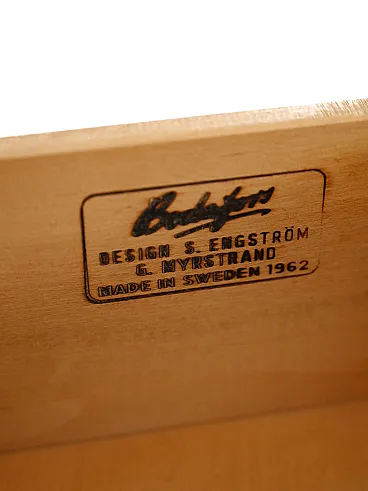 Bodafors
DESIGN S. ENGSTRÖM
G. MYRSTRAND
MADE IN SWEDEN 1962